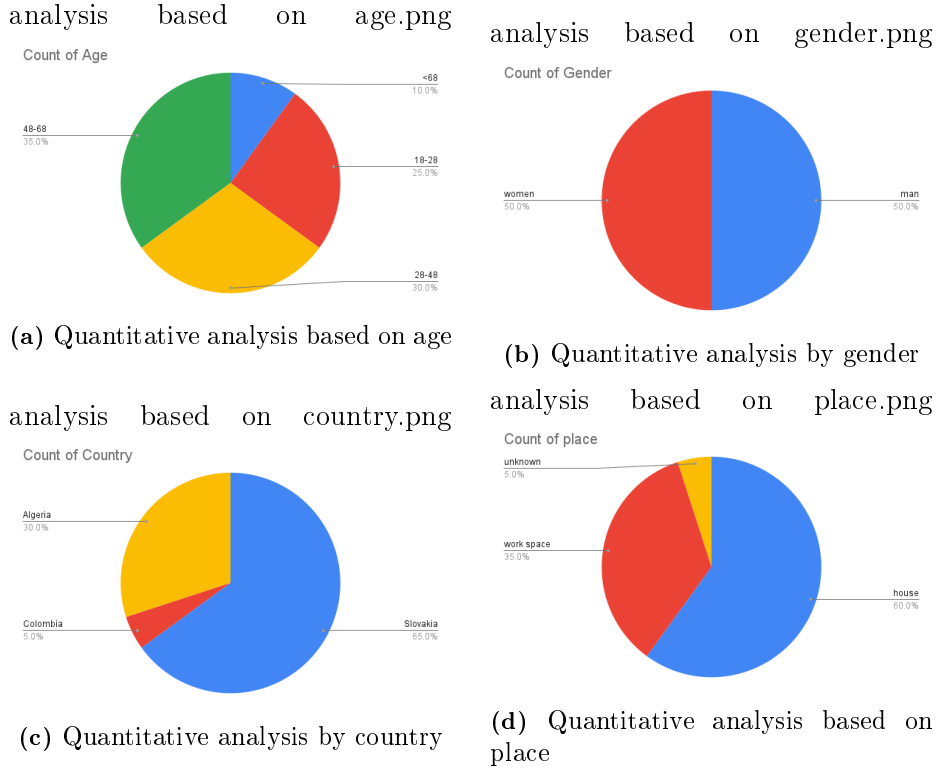 analysis based on age.png
Count of Age
<68
10.0%
48-68
35.0%
18-28
25.0%
28-48
30.0%
(a) Quantitative analysis based on age
analysis based on gender.png
Count of Gender
women
50.0%
man
50.0%
(b) Quantitative analysis by gender
analysis based on country.png
Count of Country
Algeria
30.0%
Colombia
5.0%
Slovakia
65.0%
(c) Quantitative analysis by country
analysis based on place.png
Count of place
unknown
5.0%
work space
35.0%
house
60.0%
(d) Quantitative analysis based on
place